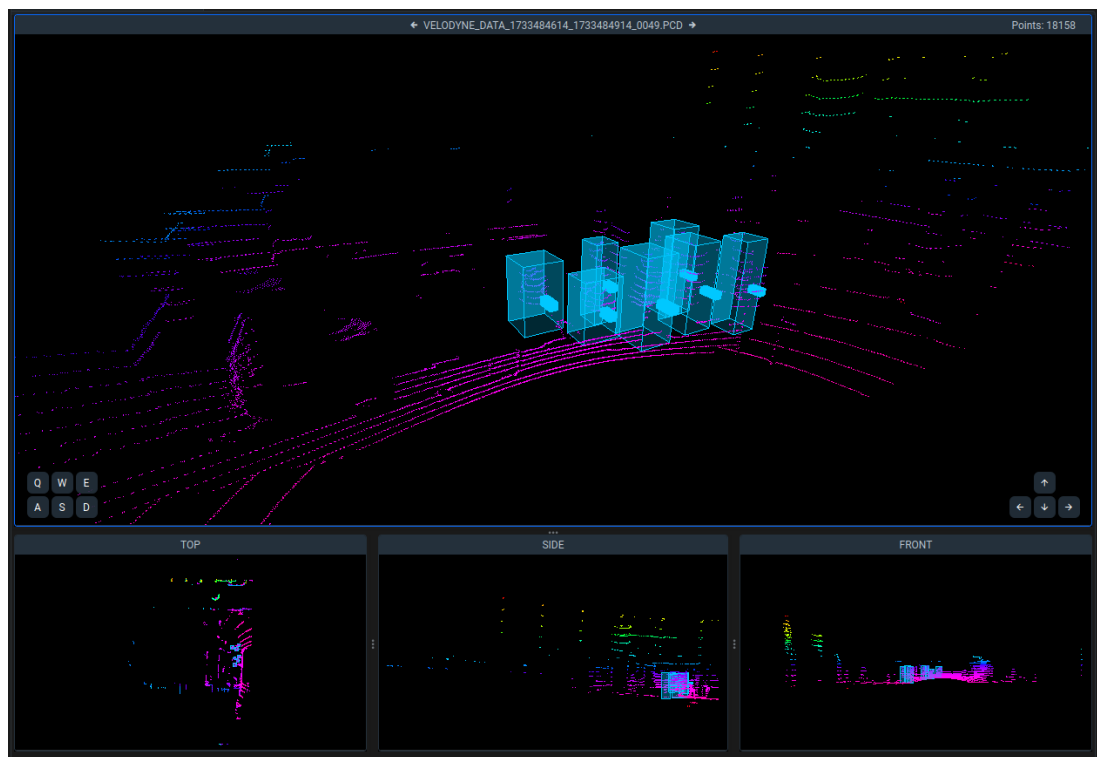 ← VELODYNE_DATA_1733484614_1733484914_0049.PCD →
Points: 18158
Q W E
A S D
↑
← ↓ →
TOP
SIDE
FRONT